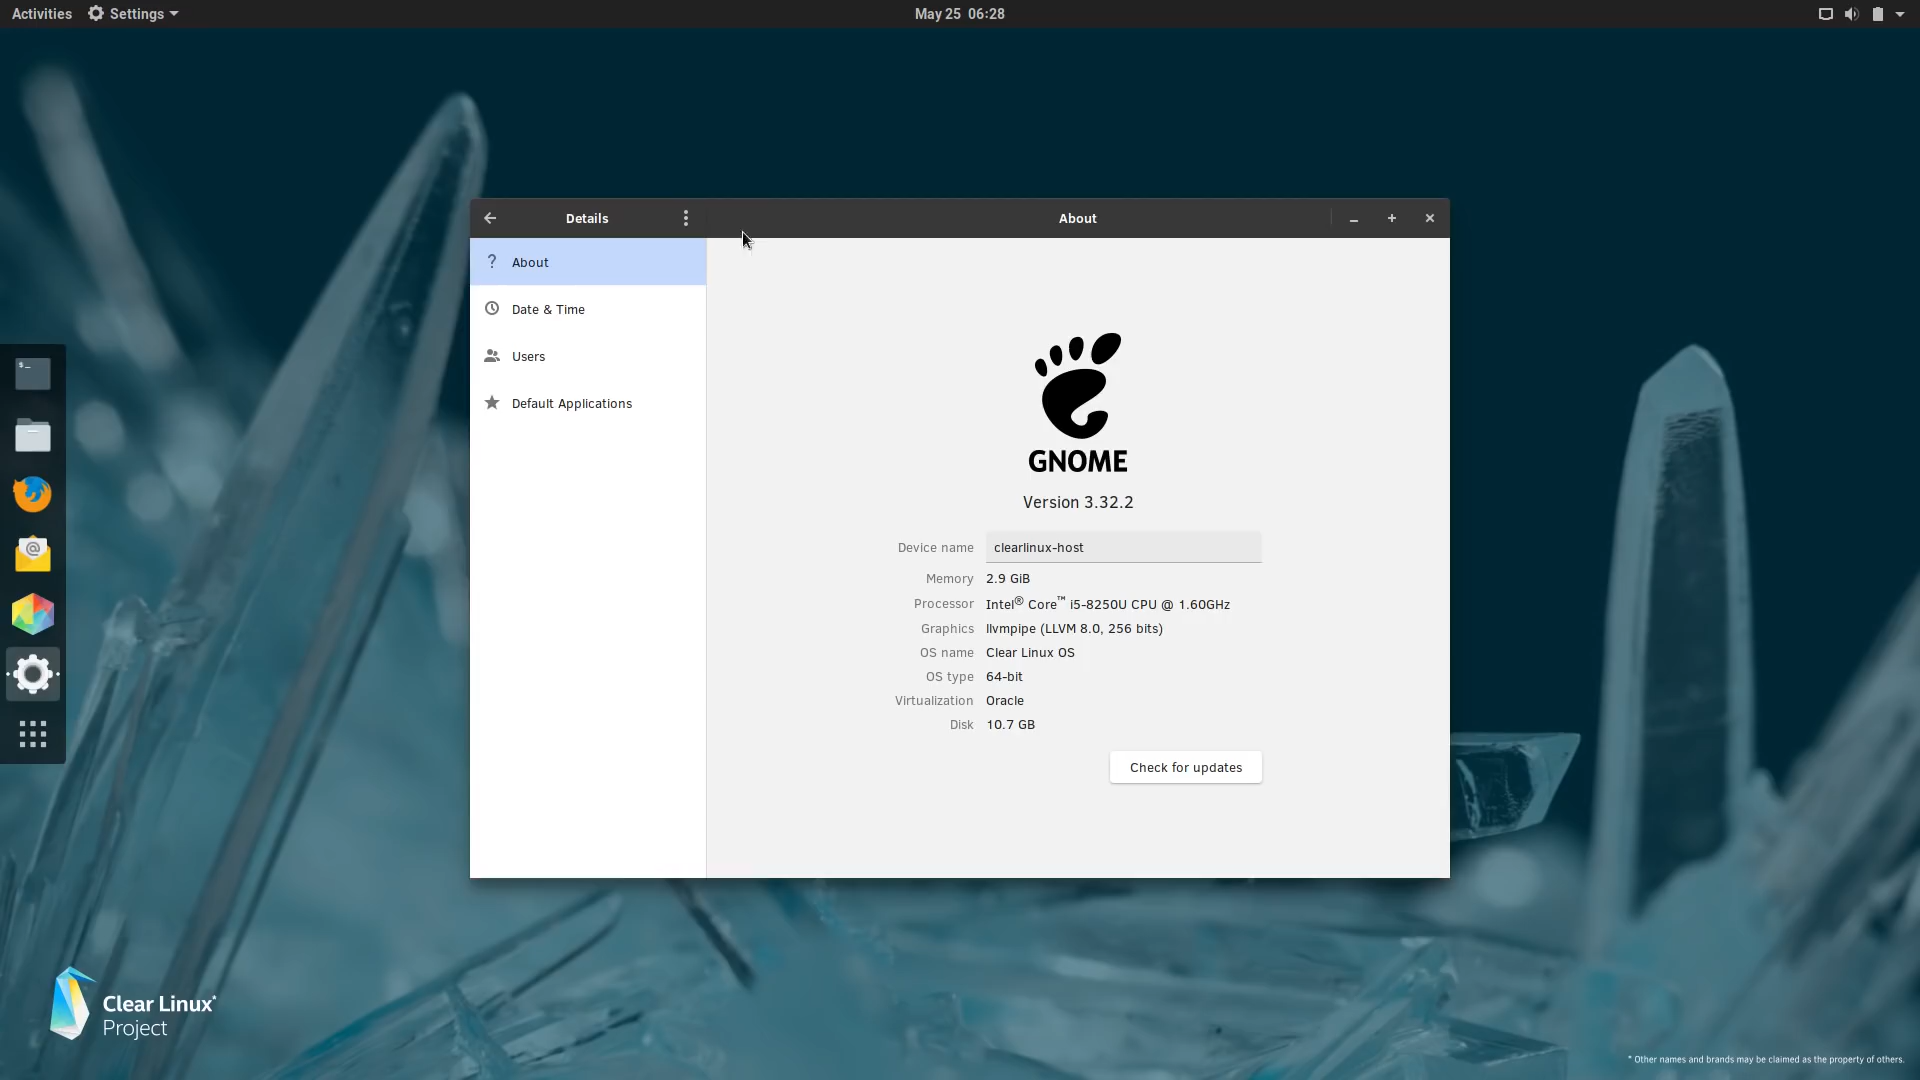 Activities Settings May 25 06:28
Details About
? About
Date & Time
Users
Default Applications
GNOME
Version 3.32.2
Device name clearlinux-host
Memory 2.9 GiB
Processor Intel® Core™ i5-8250U CPU @ 1.60GHz
Graphics llvmpipe (LLVM 8.0, 256 bits)
OS name Clear Linux OS
OS type 64-bit
Virtualization Oracle
Disk 10.7 GB
Check for updates
$_
@
Clear Linux*
Project
* Other names and brands may be claimed as the property of others.